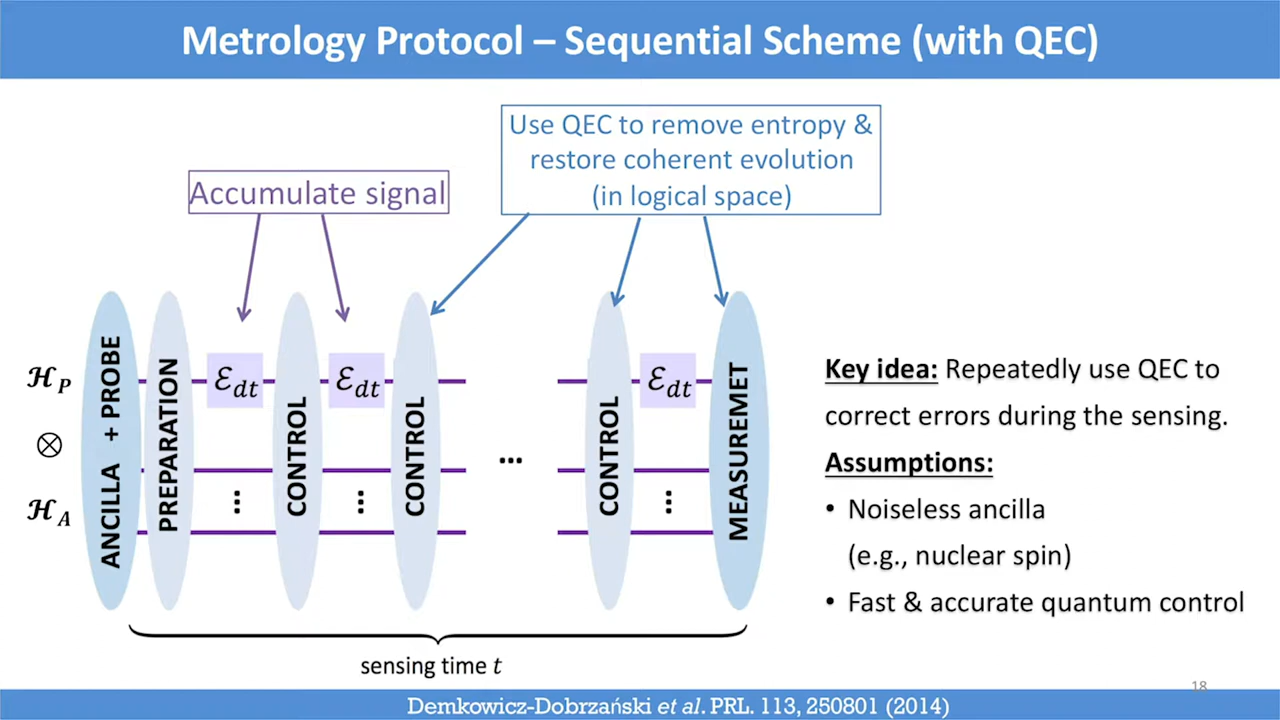 Metrology Protocol – Sequential Scheme (with QEC)
Use QEC to remove entropy &
restore coherent evolution
(in logical space)
Accumulate signal
ℋ_P
⊗
ℋ_A
ANCILLA + PROBE
PREPARATION
ℰ_dt
⋮
CONTROL
ℰ_dt
⋮
CONTROL
...
CONTROL
ℰ_dt
⋮
MEASUREMET
sensing time t
Key idea: Repeatedly use QEC to
correct errors during the sensing.
Assumptions:
• Noiseless ancilla
(e.g., nuclear spin)
• Fast & accurate quantum control
18
Demkowicz-Dobrzański et al. PRL. 113, 250801 (2014)